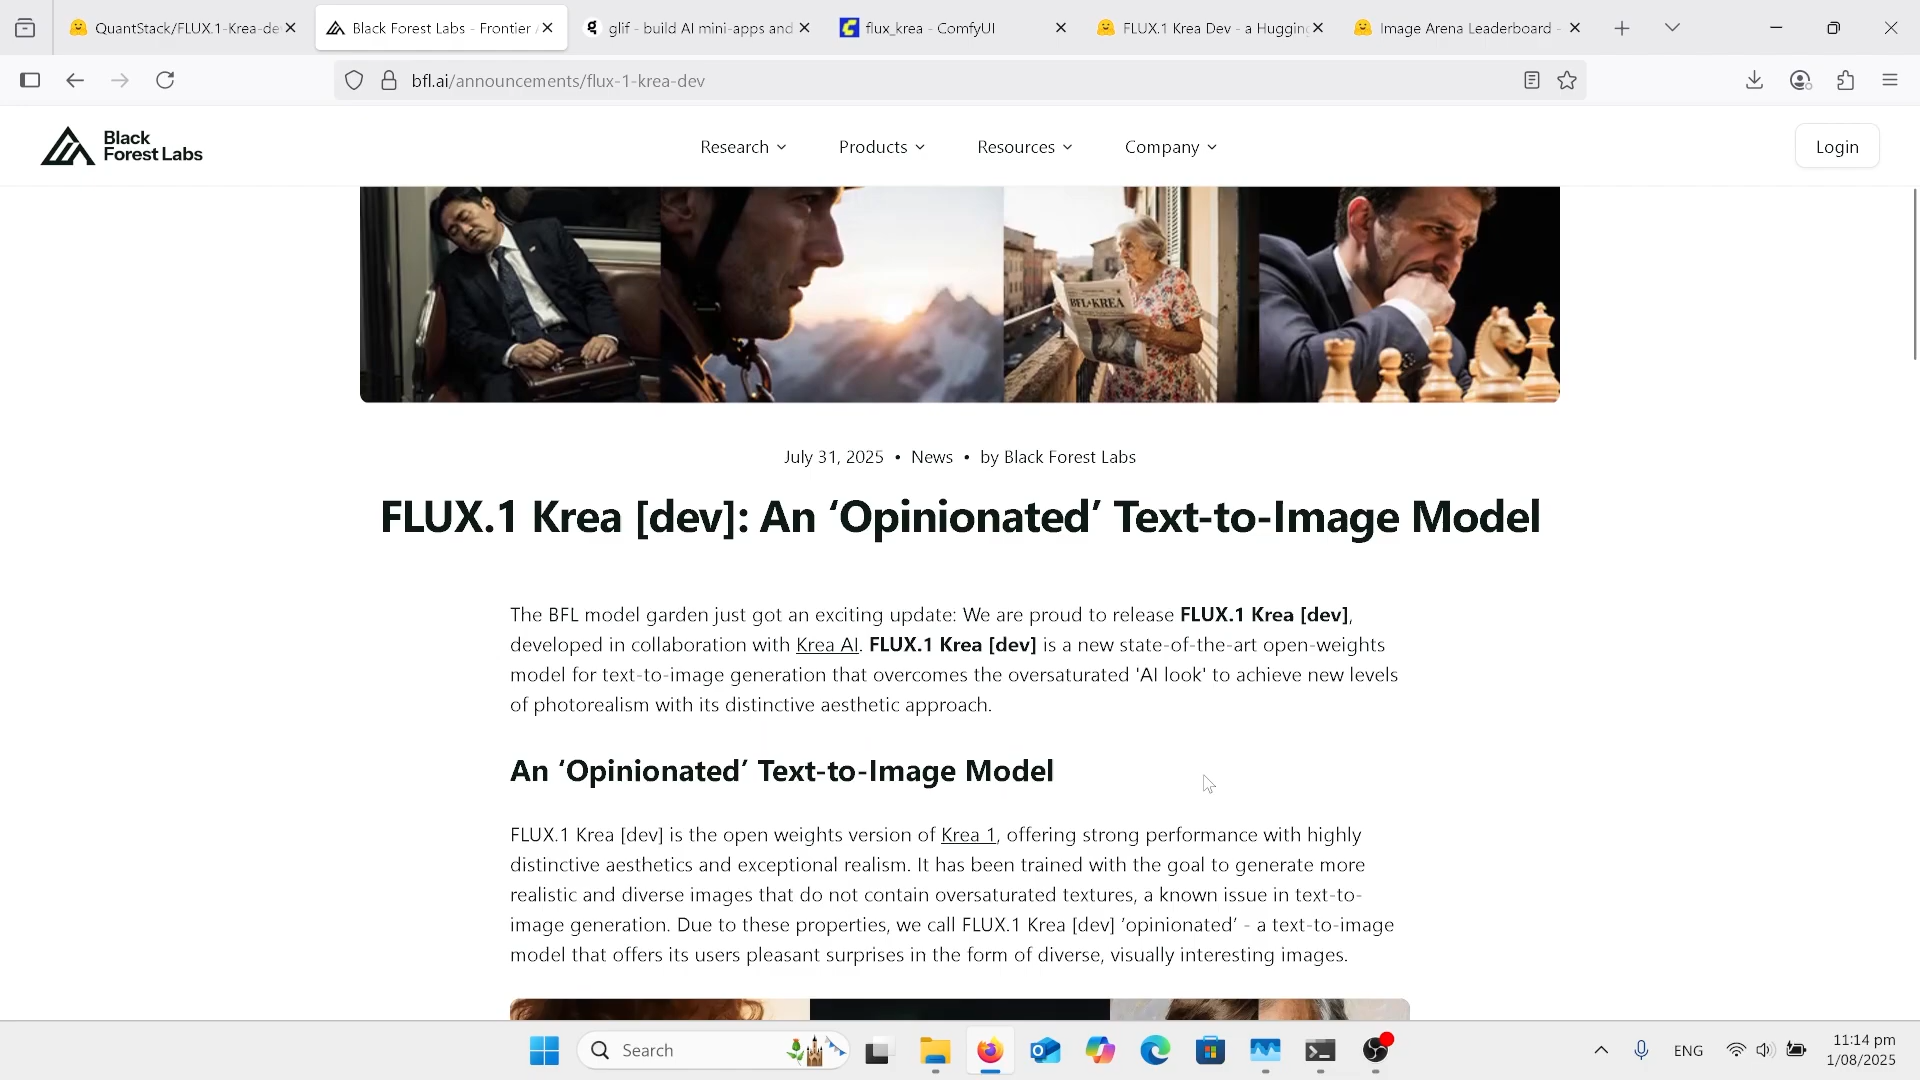 QuantStack/FLUX.1-Krea-de
Black Forest Labs - Frontier
glif - build AI mini-apps and
flux_krea - ComfyUI
FLUX.1 Krea Dev - a Hugging
Image Arena Leaderboard -
bfl.ai/announcements/flux-1-krea-dev
Black
Forest Labs
Research
Products
Resources
Company
Login
BFL & KREA
July 31, 2025 • News • by Black Forest Labs
FLUX.1 Krea [dev]: An ‘Opinionated’ Text-to-Image Model
The BFL model garden just got an exciting update: We are proud to release FLUX.1 Krea [dev],
developed in collaboration with Krea AI. FLUX.1 Krea [dev] is a new state-of-the-art open-weights
model for text-to-image generation that overcomes the oversaturated 'AI look' to achieve new levels
of photorealism with its distinctive aesthetic approach.
An ‘Opinionated’ Text-to-Image Model
FLUX.1 Krea [dev] is the open weights version of Krea 1, offering strong performance with highly
distinctive aesthetics and exceptional realism. It has been trained with the goal to generate more
realistic and diverse images that do not contain oversaturated textures, a known issue in text-to-
image generation. Due to these properties, we call FLUX.1 Krea [dev] ’opinionated’ - a text-to-image
model that offers its users pleasant surprises in the form of diverse, visually interesting images.
Search
ENG
11:14 pm
1/08/2025